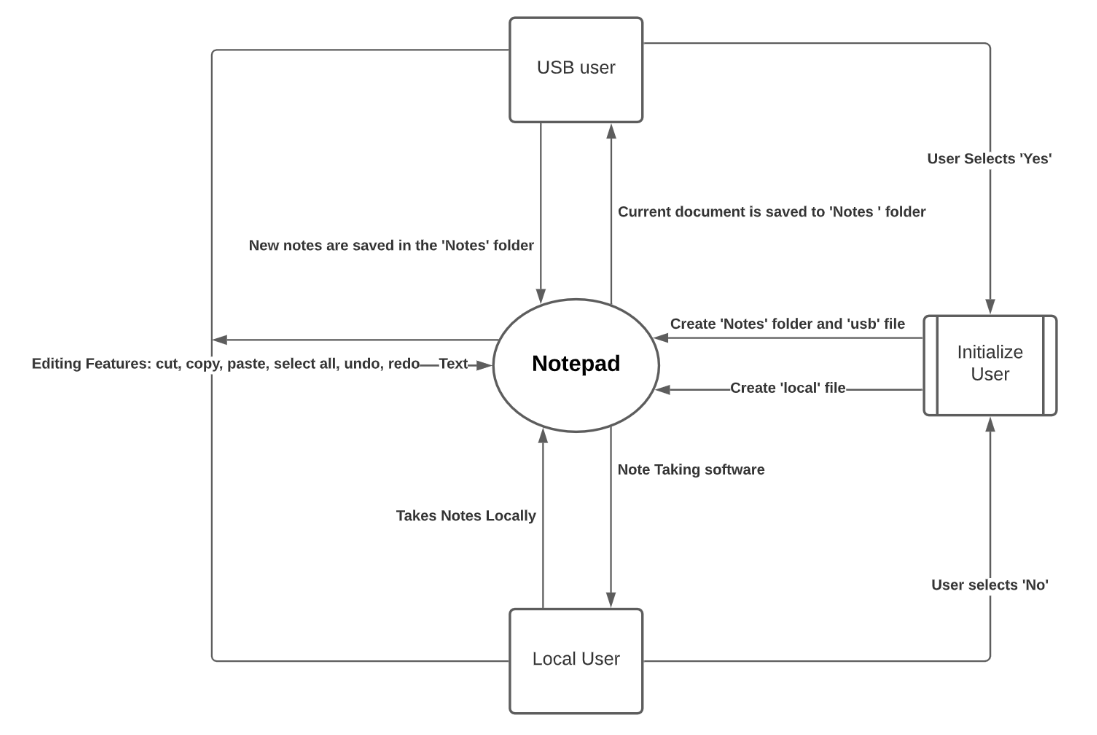 USB user
User Selects 'Yes'
Current document is saved to 'Notes ' folder
New notes are saved in the 'Notes' folder
Create 'Notes' folder and 'usb' file
Initialize
User
Notepad
Editing Features: cut, copy, paste, select all, undo, redo
Text
Create 'local' file
Note Taking software
Takes Notes Locally
User selects 'No'
Local User